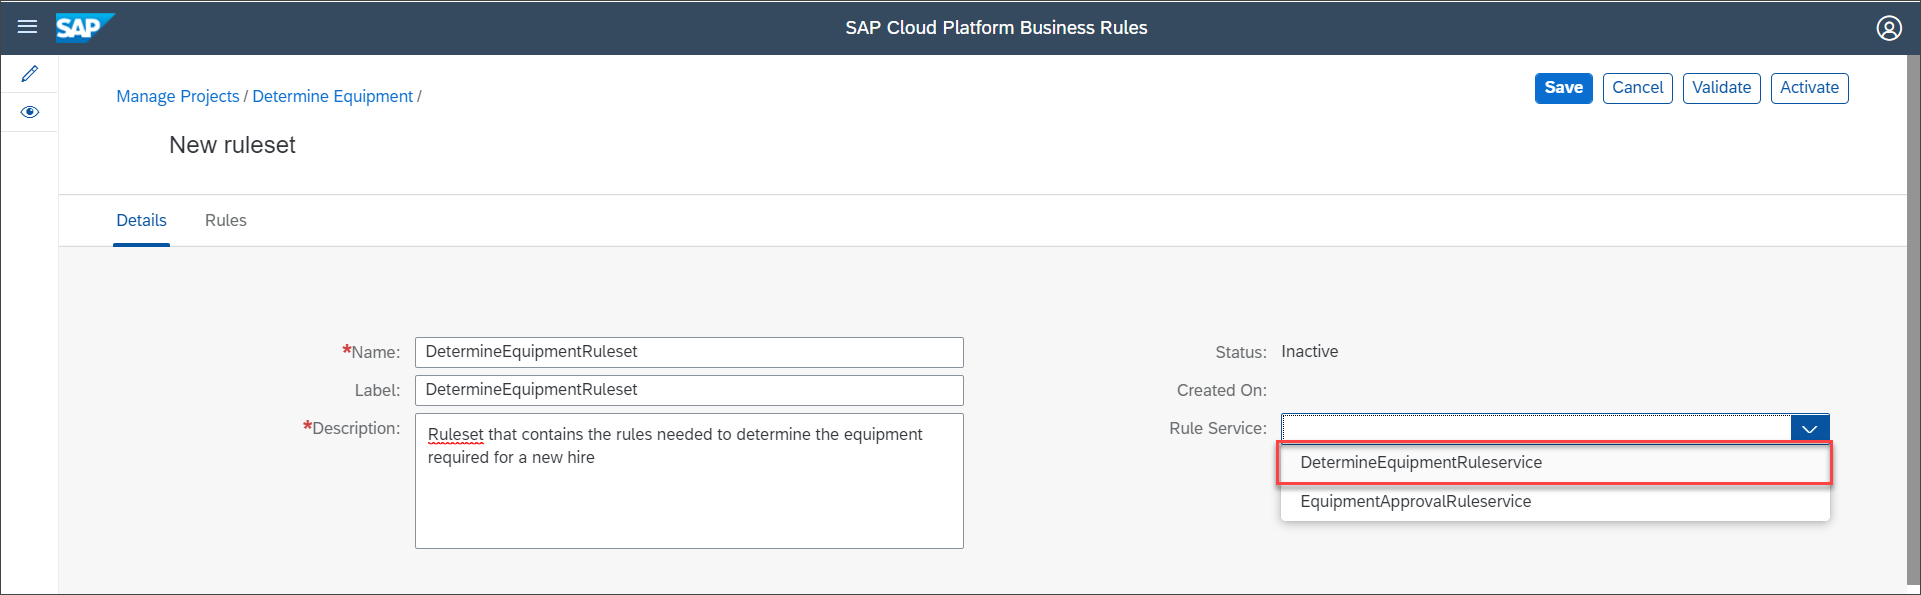 SAP
SAP Cloud Platform Business Rules
Manage Projects / Determine Equipment /
Save
Cancel
Validate
Activate
New ruleset
Details
Rules
*Name:
DetermineEquipmentRuleset
Label:
DetermineEquipmentRuleset
*Description:
Ruleset that contains the rules needed to determine the equipment
required for a new hire
Status:
Inactive
Created On:
Rule Service:
DetermineEquipmentRuleservice
EquipmentApprovalRuleservice